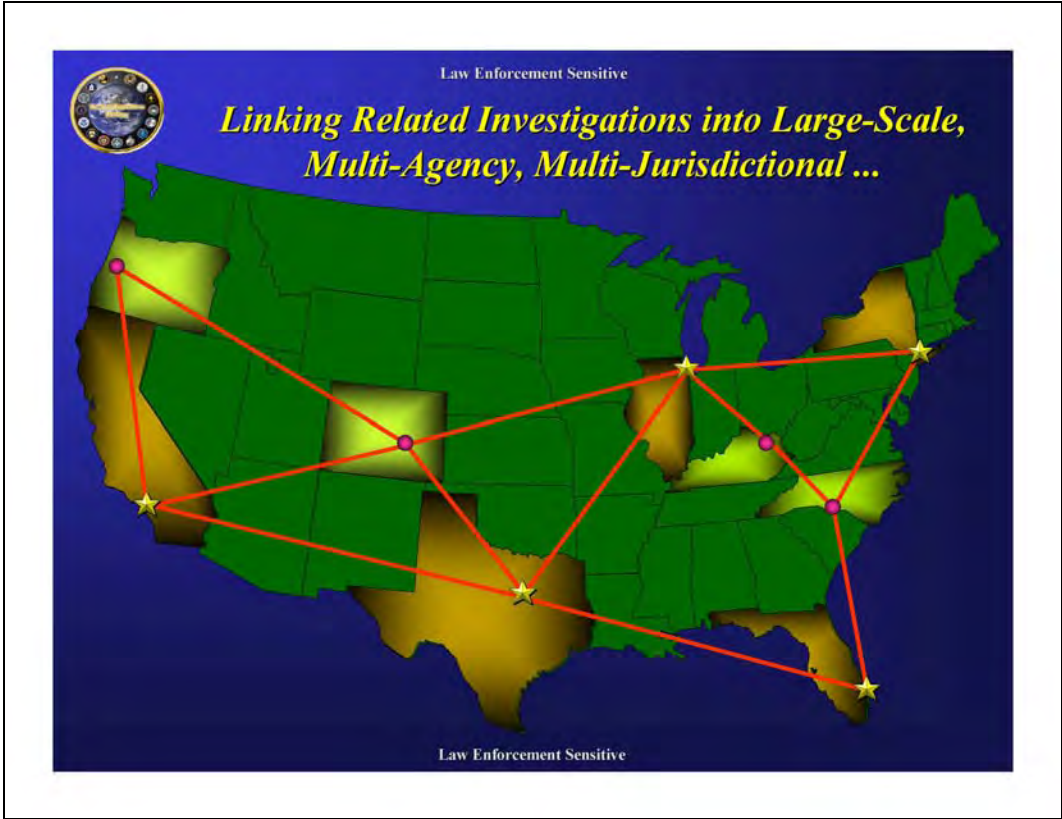 Law Enforcement Sensitive
Linking Related Investigations into Large-Scale,
Multi-Agency, Multi-Jurisdictional ...
Law Enforcement Sensitive